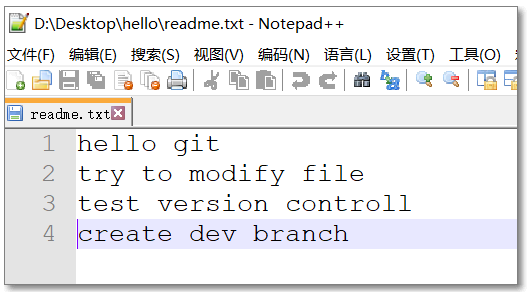 D:\Desktop\hello\readme.txt - Notepad++
文件(F) 编辑(E) 搜索(S) 视图(V) 编码(N) 语言(L) 设置(T) 工具(O)
readme.txt
1 hello git
2 try to modify file
3 test version controll
4 create dev branch